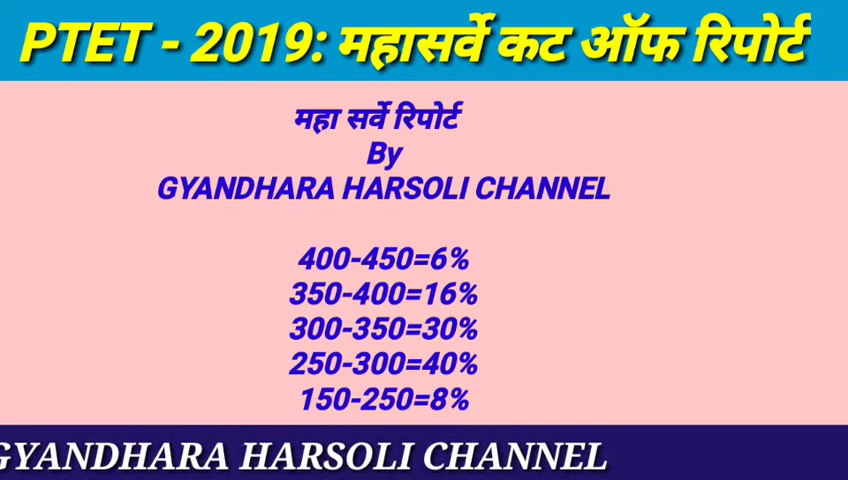 PTET - 2019: महासर्वे कट ऑफ रिपोर्ट
महा सर्वे रिपोर्ट
By
GYANDHARA HARSOLI CHANNEL
400-450=6%
350-400=16%
300-350=30%
250-300=40%
150-250=8%
GYANDHARA HARSOLI CHANNEL